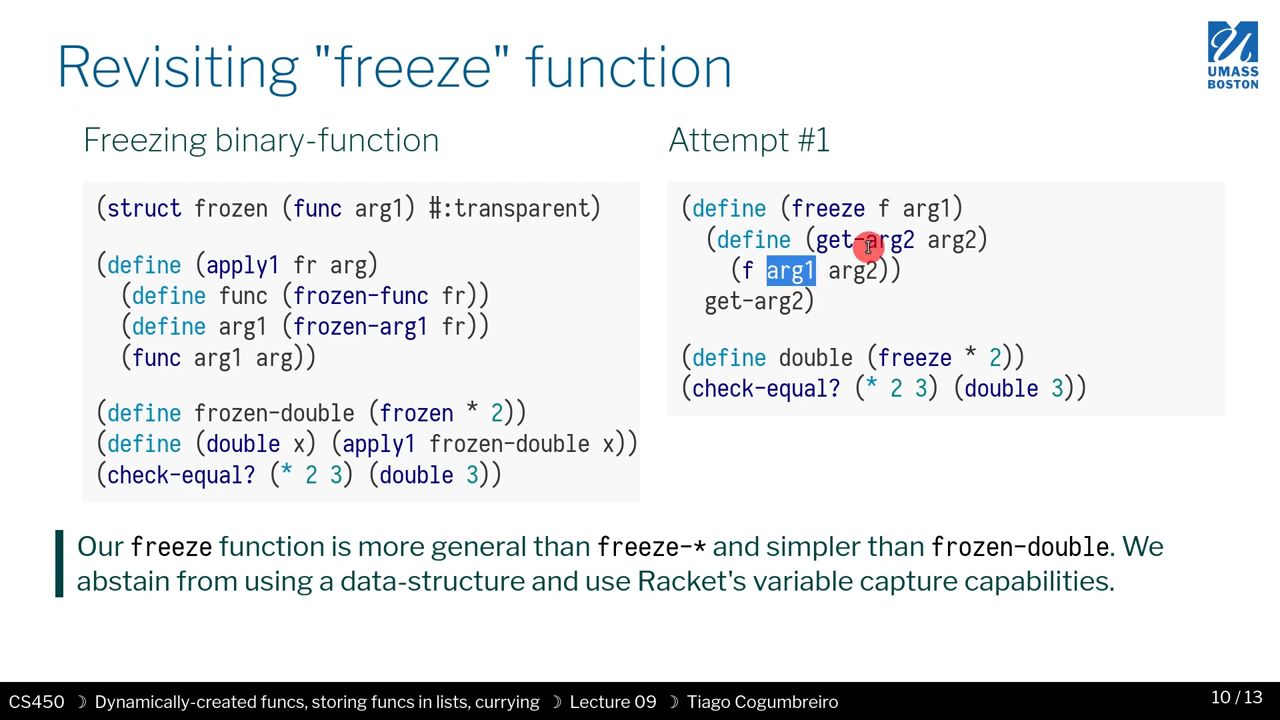 Revisiting "freeze" function
UMASS
BOSTON
Freezing binary-function
(struct frozen (func arg1) #:transparent)
(define (apply1 fr arg)
(define func (frozen-func fr))
(define arg1 (frozen-arg1 fr))
(func arg1 arg))
(define frozen-double (frozen * 2))
(define (double x) (apply1 frozen-double x))
(check-equal? (* 2 3) (double 3))
Attempt #1
(define (freeze f arg1)
(define (get-arg2 arg2)
(f arg1 arg2))
get-arg2)
(define double (freeze * 2))
(check-equal? (* 2 3) (double 3))
Our freeze function is more general than freeze-* and simpler than frozen-double. We
abstain from using a data-structure and use Racket's variable capture capabilities.
CS450 ☽ Dynamically-created funcs, storing funcs in lists, currying ☽ Lecture 09 ☽ Tiago Cogumbreiro
10 / 13